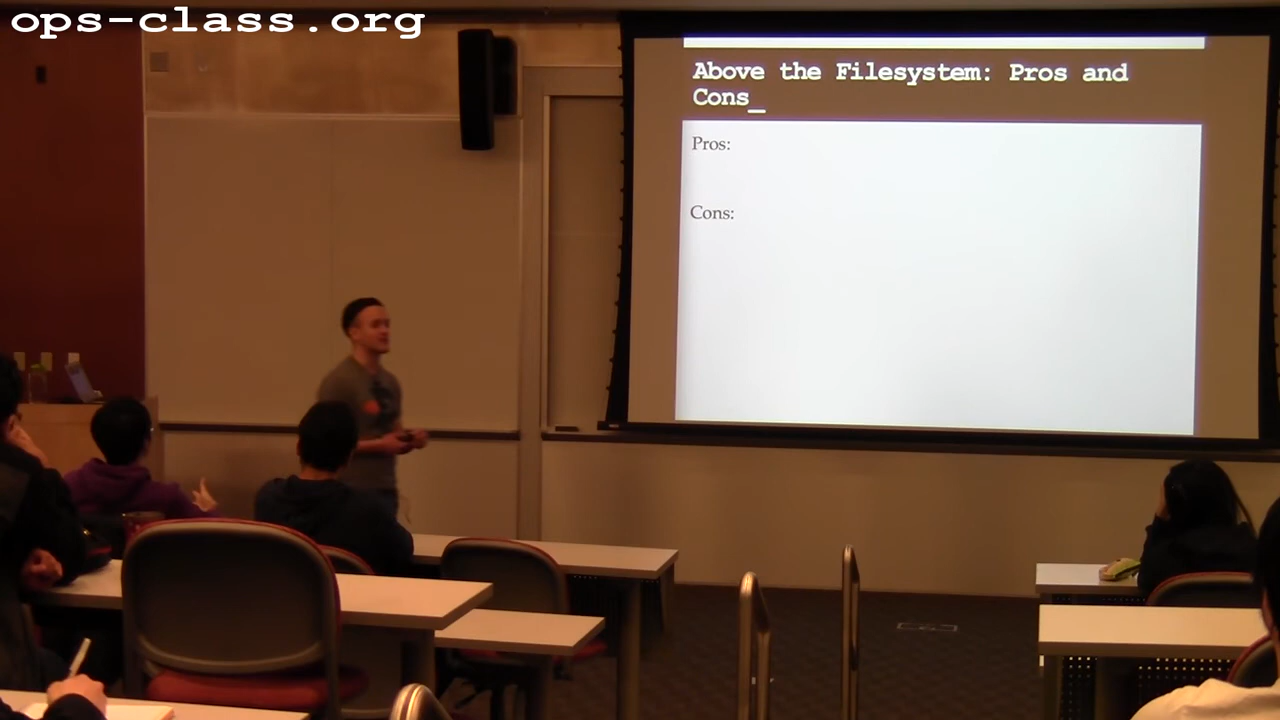 ops-class.org
Above the Filesystem: Pros and
Cons_
Pros:
Cons: